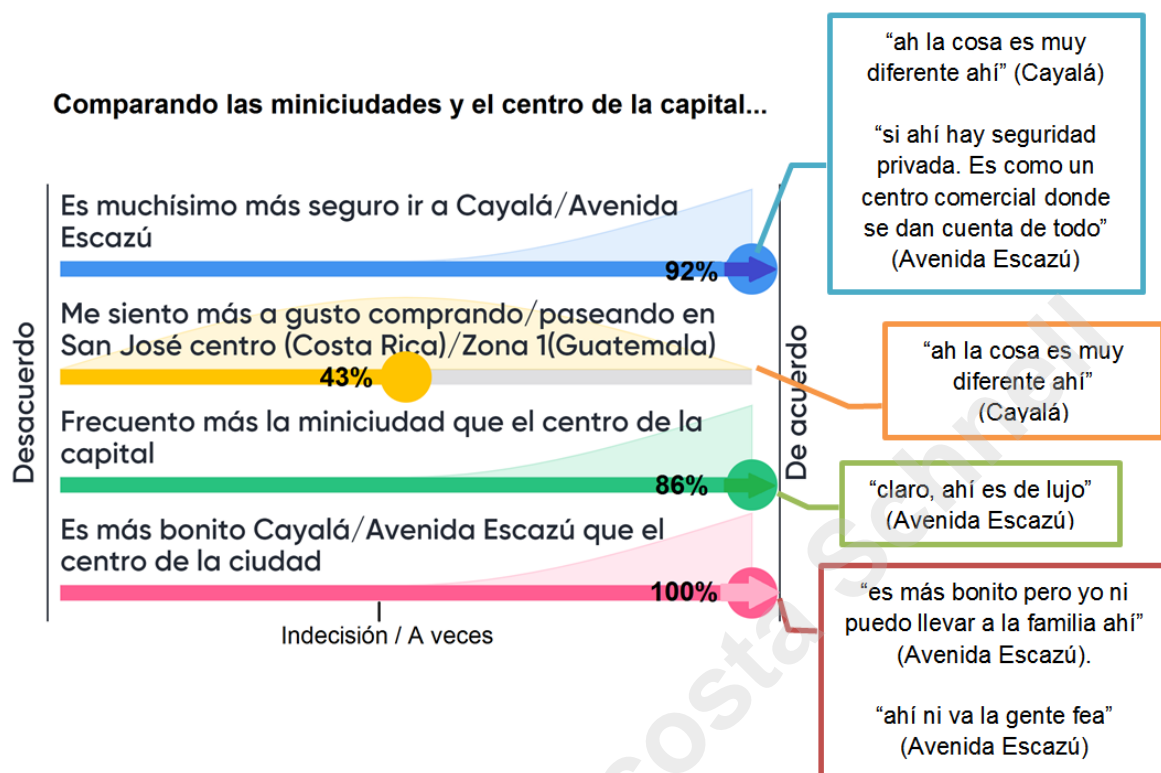 Comparando las miniciudades y el centro de la capital...
Desacuerdo
Es muchísimo más seguro ir a Cayalá/Avenida
Escazú
92%
Me siento más a gusto comprando/paseando en
San José centro (Costa Rica)/Zona 1(Guatemala)
43%
Frecuento más la miniciudad que el centro de la
capital
86%
Es más bonito Cayalá/Avenida Escazú que el
centro de la ciudad
100%
Indecisión / A veces
De acuerdo
“ah la cosa es muy
diferente ahí” (Cayalá)
“si ahí hay seguridad
privada. Es como un
centro comercial donde
se dan cuenta de todo”
(Avenida Escazú)
“ah la cosa es muy
diferente ahí”
(Cayalá)
“claro, ahí es de lujo”
(Avenida Escazú)
“es más bonito pero yo ni
puedo llevar a la familia ahí”
(Avenida Escazú).
“ahí ni va la gente fea”
(Avenida Escazú)
osta Schnell